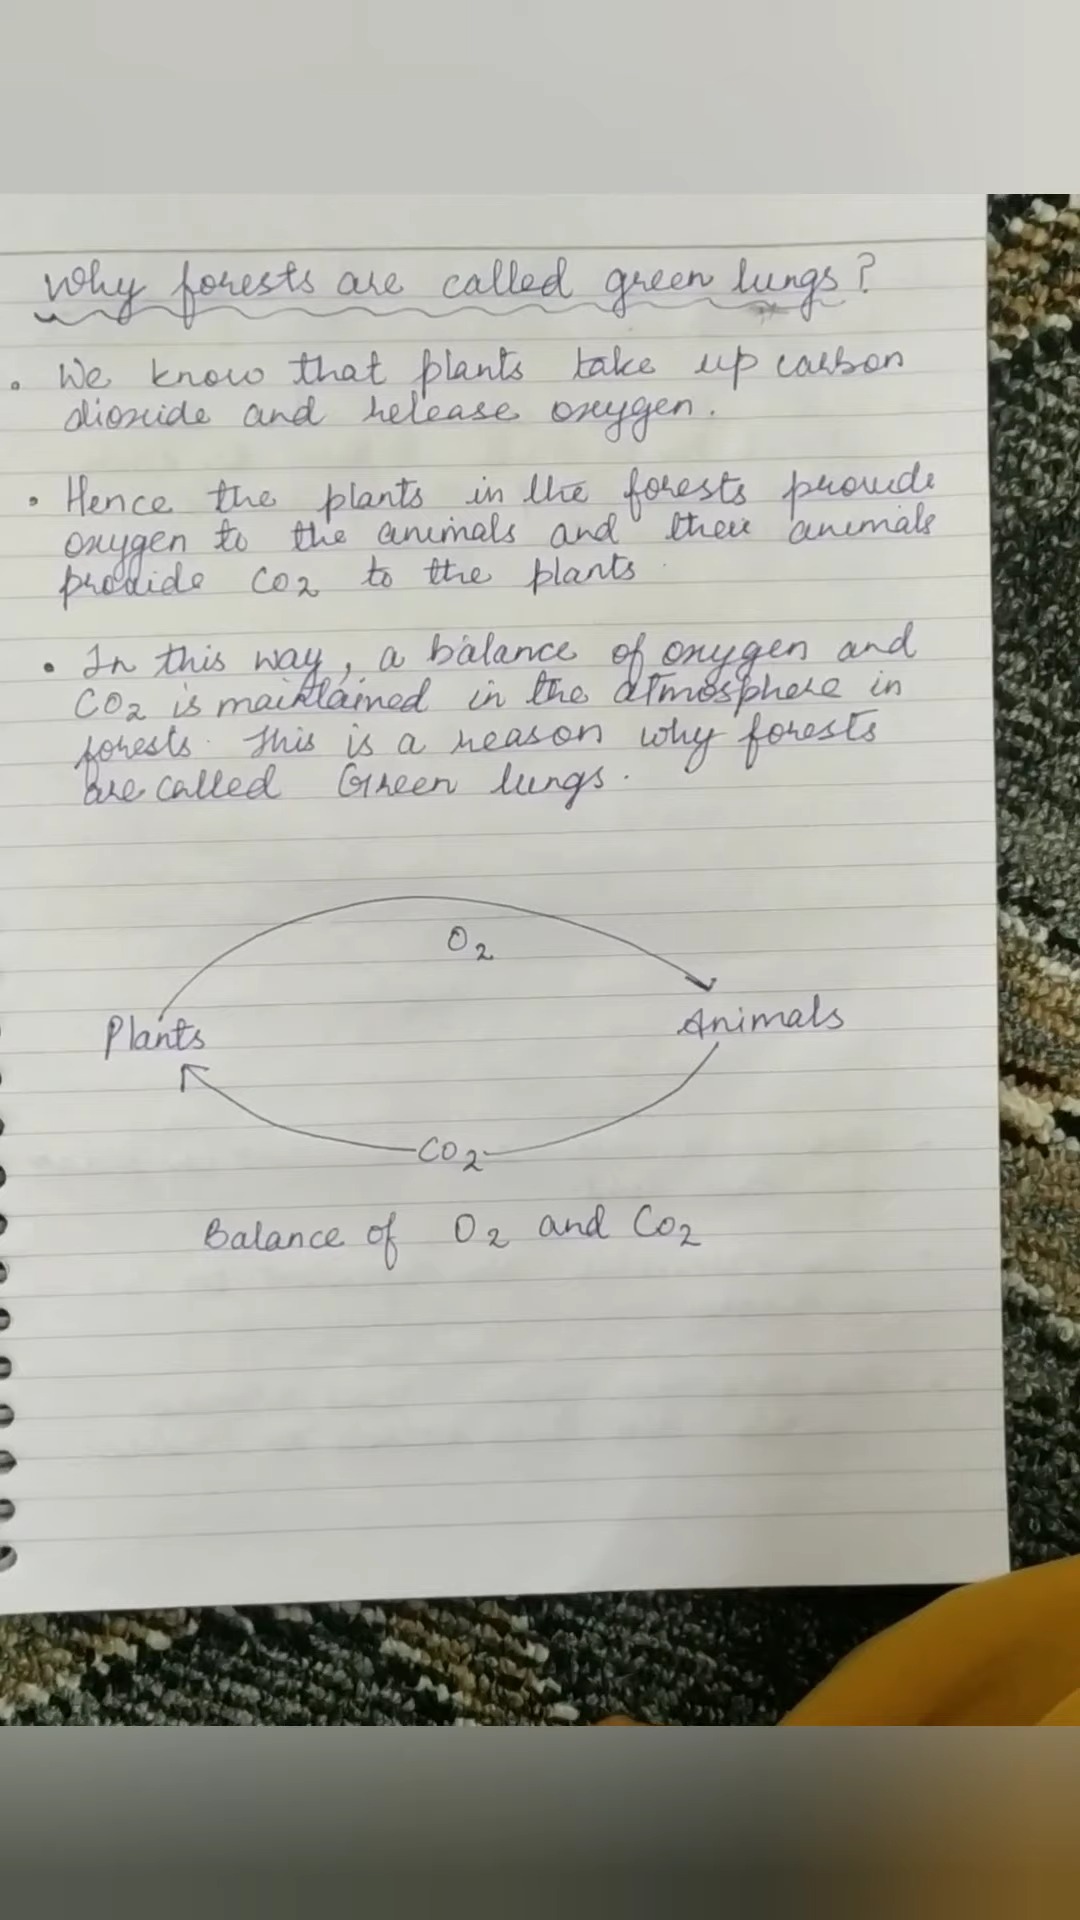 Why forests are called green lungs?
• We know that plants take up carbon
dioxide and release oxygen.
• Hence the plants in the forests provide
oxygen to the animals and their animals
provide CO2 to the plants
• In this way, a balance of oxygen and
CO2 is maintained in the atmosphere in
forests. This is a reason why forests
are called Green lungs.
O2
Plants
Animals
CO2
Balance of O2 and CO2